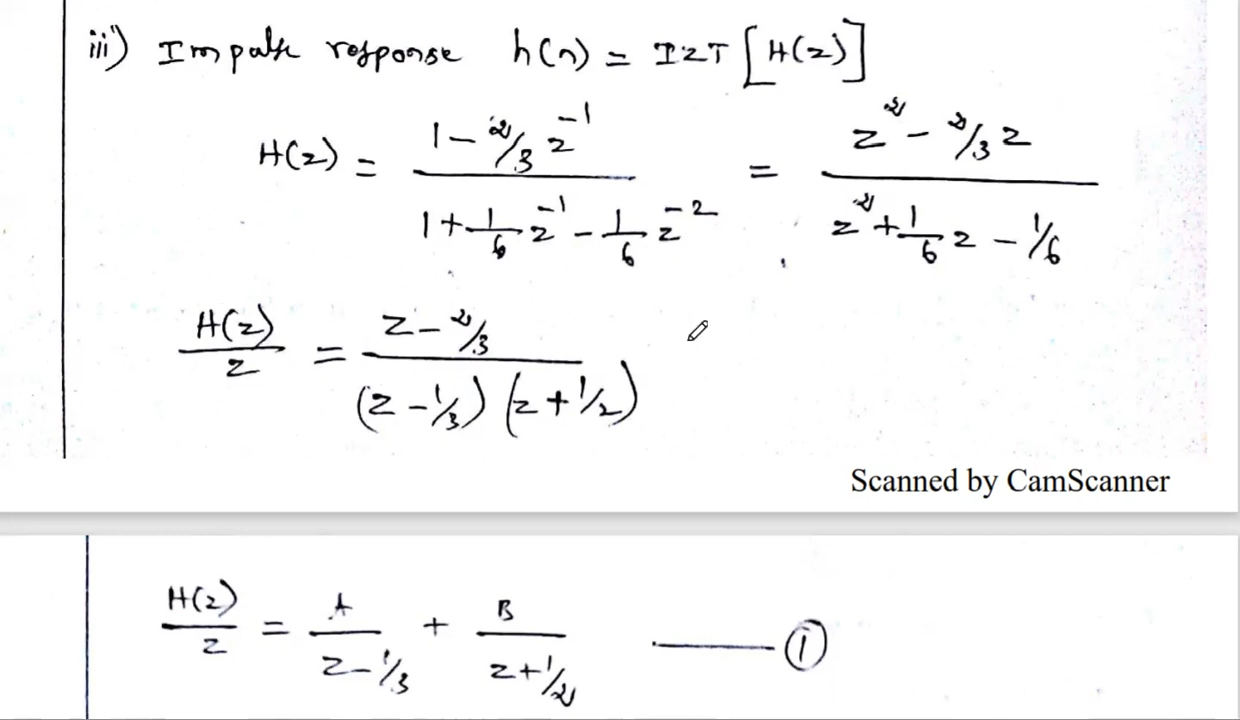 iii) Impulse response h(n) = IZT [H(z)]
H(z) = (1 - 2/3 z^-1) / (1 + 1/6 z^-1 - 1/6 z^-2) = (z^2 - 2/3 z) / (z^2 + 1/6 z - 1/6)
H(z)/z = (z - 2/3) / ((z - 1/3) (z + 1/2))
Scanned by CamScanner
H(z)/z = A/(z - 1/3) + B/(z + 1/2) ——— ①